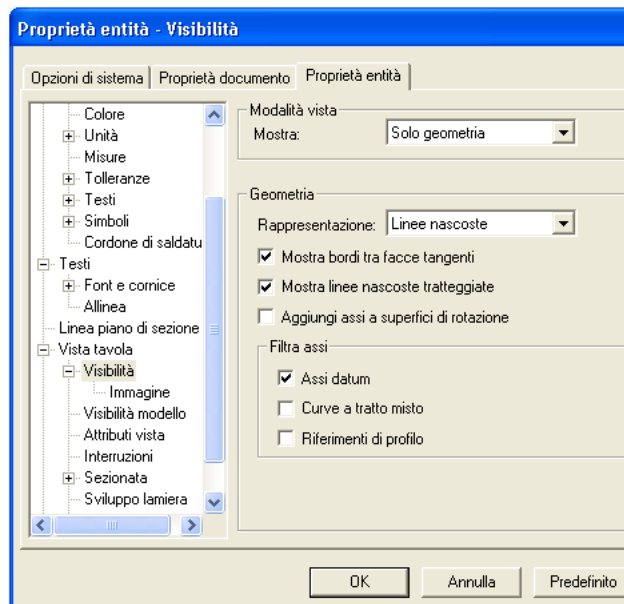 Proprietà entità - Visibilità
Opzioni di sistema
Proprietà documento
Proprietà entità
Colore
Unità
Misure
Tolleranze
Testi
Simboli
Cordone di saldatu
Testi
Font e cornice
Allinea
Linea piano di sezione
Vista tavola
Visibilità
Immagine
Visibilità modello
Attributi vista
Interruzioni
Sezionata
Sviluppo lamiera
Modalità vista
Mostra: Solo geometria
Geometria
Rappresentazione: Linee nascoste
Mostra bordi tra facce tangenti
Mostra linee nascoste tratteggiate
Aggiungi assi a superfici di rotazione
Filtra assi
Assi datum
Curve a tratto misto
Riferimenti di profilo
OK
Annulla
Predefinito